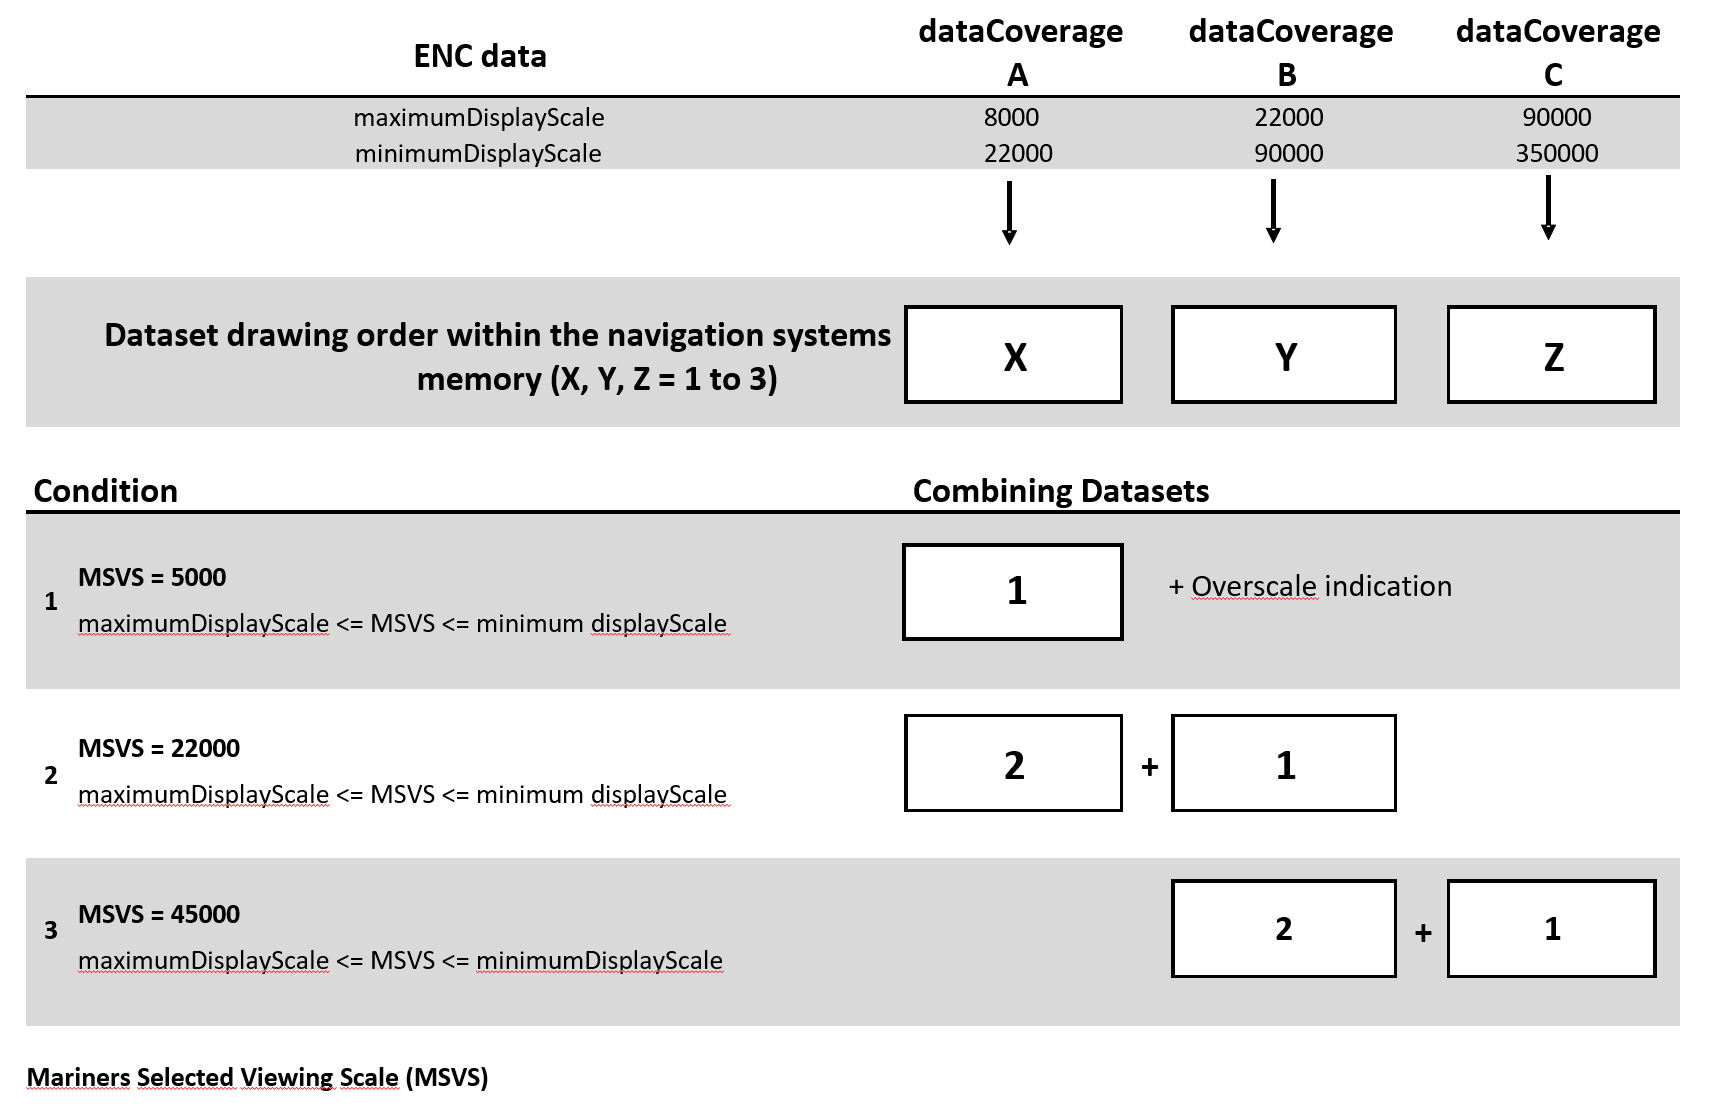 ENC data
dataCoverage A
dataCoverage B
dataCoverage C
maximumDisplayScale 8000 22000 90000
minimumDisplayScale 22000 90000 350000
Dataset drawing order within the navigation systems
memory (X, Y, Z = 1 to 3)
X Y Z
Condition Combining Datasets
1
MSVS = 5000
maximumDisplayScale <= MSVS <= minimum displayScale
1 + Overscale indication
2
MSVS = 22000
maximumDisplayScale <= MSVS <= minimum displayScale
2 + 1
3
MSVS = 45000
maximumDisplayScale <= MSVS <= minimumDisplayScale
2 + 1
Mariners Selected Viewing Scale (MSVS)